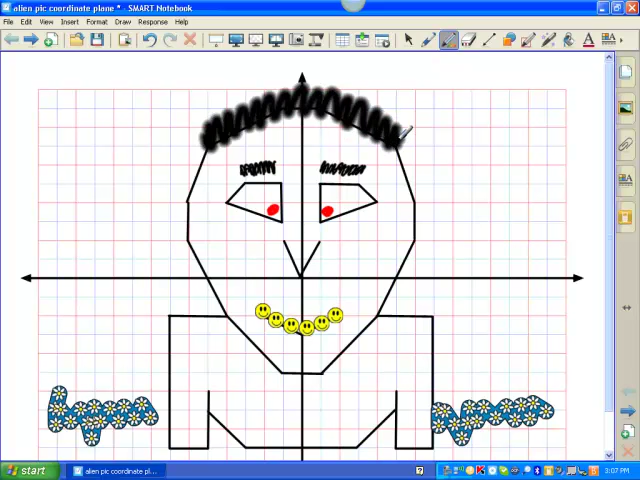 alien pic coordinate plane * - SMART Notebook
File Edit View Insert Format Draw Response Help
start
alien pic coordinate pl...
?
3:07 PM